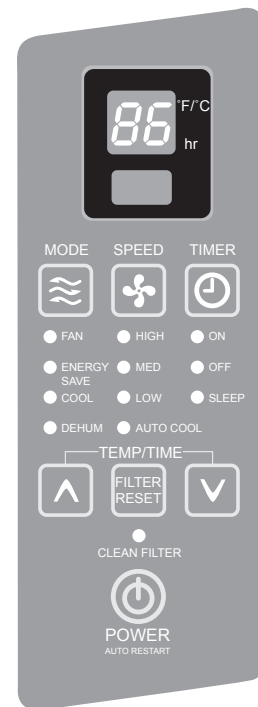 86 °F/°C
hr
MODE SPEED TIMER
FAN HIGH ON
ENERGY SAVE MED OFF
COOL LOW SLEEP
DEHUM AUTO COOL
TEMP/TIME
FILTER
RESET
CLEAN FILTER
POWER
AUTO RESTART